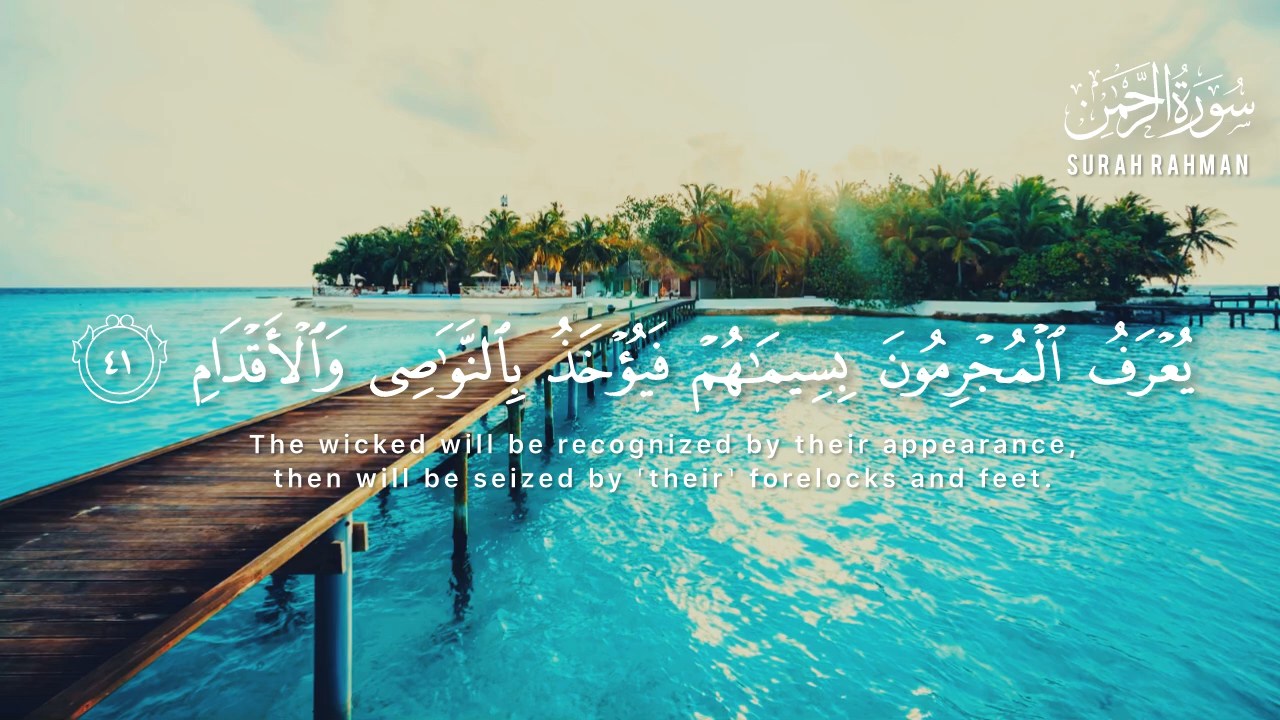 سُورَةُ الرَّحْمَٰن
SURAH RAHMAN
يُعۡرَفُ ٱلۡمُجۡرِمُونَ بِسِيمَٰهُمۡ فَيُؤۡخَذُ بِٱلنَّوَٰصِى وَٱلۡأَقۡدَامِ ٤١
The wicked will be recognized by their appearance,
then will be seized by 'their' forelocks and feet.